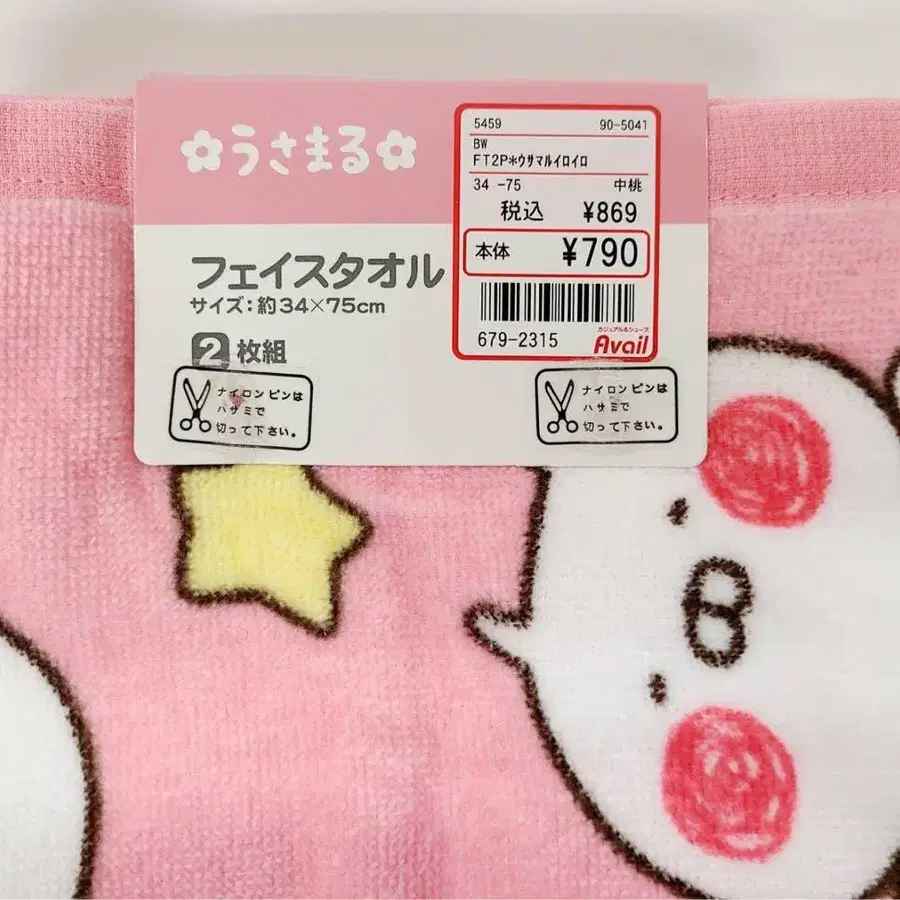 ✿うさまる✿
フェイスタオル
サイズ:約34×75cm
2枚組
ナイロンピンは
ハサミで
切って下さい。
5459 90-5041
BW
FT2P*ウサマルイロイロ
34 -75 中桃
税込 ¥869
本体 ¥790
679-2315
カジュアル&シューズ
Avail
ナイロンピンは
ハサミで
切って下さい。